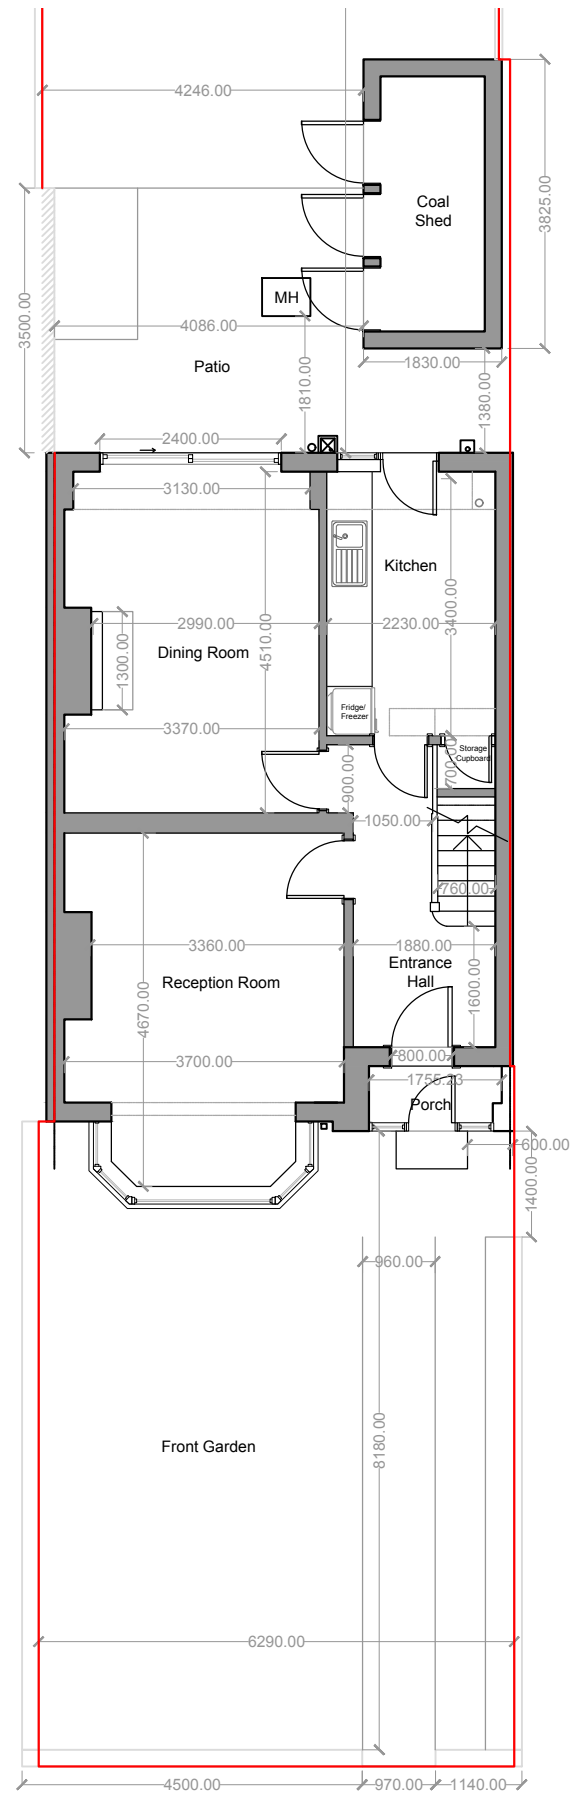 4246.00
Coal
Shed
3825.00
3500.00
MH
4086.00
1810.00
Patio
1830.00
1380.00
2400.00
3130.00
Kitchen
3400.00
2990.00
2230.00
4510.00
1300.00
Dining Room
Fridge/
Freezer
3370.00
Storage
Cupboard
900.00
700.00
1050.00
760.00
3360.00
1880.00
Entrance
Hall
Reception Room
4670.00
1600.00
3700.00
800.00
1755.23
Porch
600.00
1400.00
960.00
8180.00
Front Garden
6290.00
4500.00
970.00
1140.00